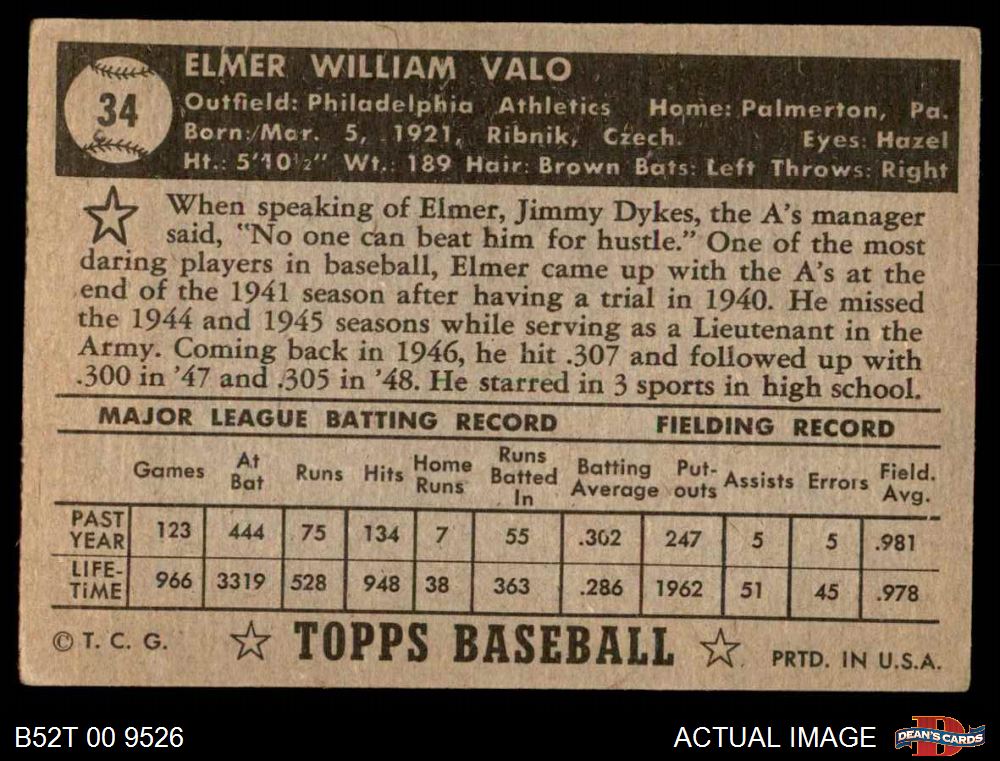 34
ELMER WILLIAM VALO
Outfield: Philadelphia Athletics Home: Palmerton, Pa.
Born: Mar. 5, 1921, Ribnik, Czech. Eyes: Hazel
Ht.: 5'10½" Wt.: 189 Hair: Brown Bats: Left Throws: Right
When speaking of Elmer, Jimmy Dykes, the A's manager
said, "No one can beat him for hustle." One of the most
daring players in baseball, Elmer came up with the A's at the
end of the 1941 season after having a trial in 1940. He missed
the 1944 and 1945 seasons while serving as a Lieutenant in the
Army. Coming back in 1946, he hit .307 and followed up with
.300 in '47 and .305 in '48. He starred in 3 sports in high school.
MAJOR LEAGUE BATTING RECORD FIELDING RECORD
Games At Bat Runs Hits Home Runs Runs Batted In Batting Average Put-outs Assists Errors Field. Avg.
PAST YEAR 123 444 75 134 7 55 .302 247 5 5 .981
LIFE-TIME 966 3319 528 948 38 363 .286 1962 51 45 .978
© T. C. G. TOPPS BASEBALL PRTD. IN U.S.A.
B52T 00 9526 ACTUAL IMAGE DEAN'S CARDS